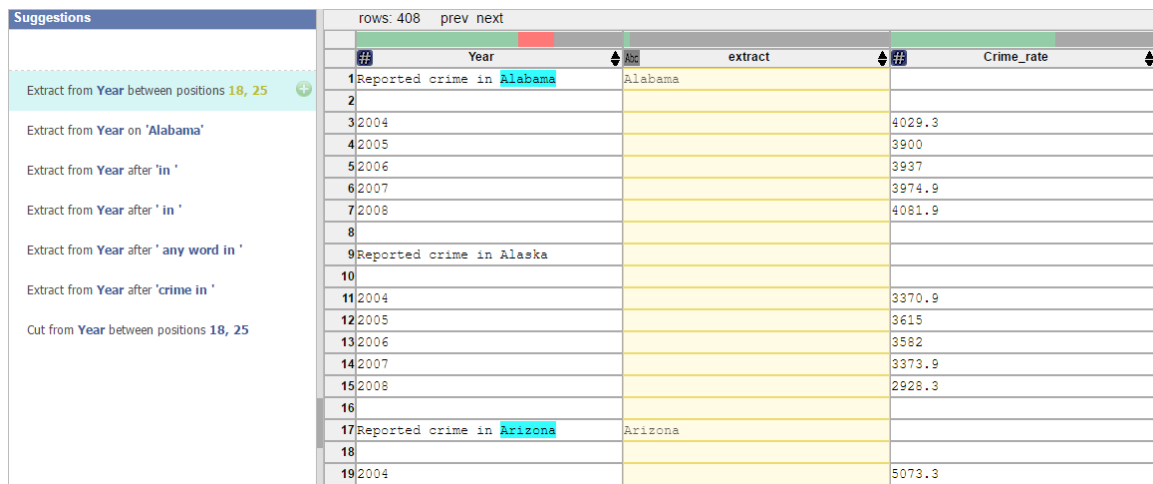 Suggestions
Extract from Year between positions 18, 25
Extract from Year on 'Alabama'
Extract from Year after 'in '
Extract from Year after ' in '
Extract from Year after ' any word in '
Extract from Year after 'crime in '
Cut from Year between positions 18, 25
rows: 408 prev next
# Year Abc extract # Crime_rate
1 Reported crime in Alabama Alabama
2
3 2004 4029.3
4 2005 3900
5 2006 3937
6 2007 3974.9
7 2008 4081.9
8
9 Reported crime in Alaska
10
11 2004 3370.9
12 2005 3615
13 2006 3582
14 2007 3373.9
15 2008 2928.3
16
17 Reported crime in Arizona Arizona
18
19 2004 5073.3